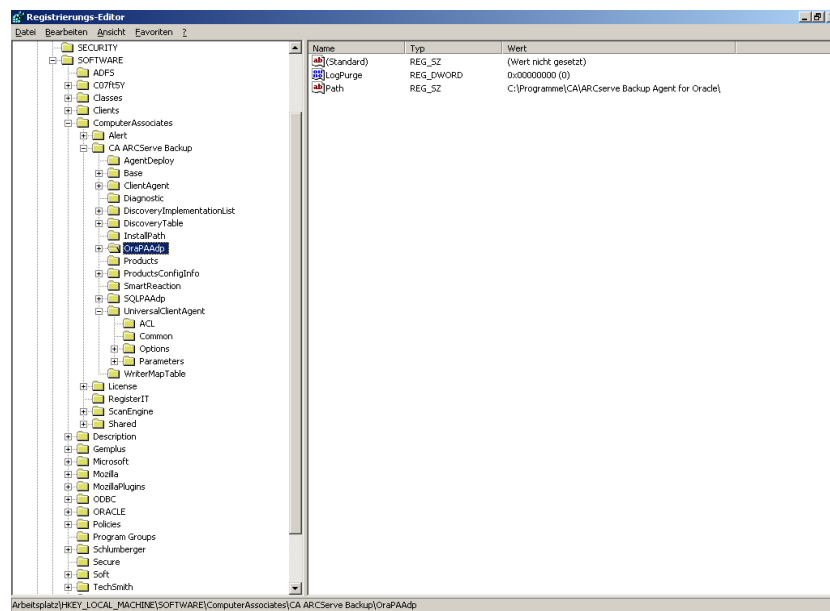 Registrierungs-Editor
Datei Bearbeiten Ansicht Favoriten ?
SECURITY
SOFTWARE
ADFS
C07ft5Y
Classes
Clients
ComputerAssociates
Alert
CA ARCServe Backup
AgentDeploy
Base
ClientAgent
Diagnostic
DiscoveryImplementationList
DiscoveryTable
InstallPath
OraPAAdp
Products
ProductsConfigInfo
SmartReaction
SQLPAAdp
UniversalClientAgent
ACL
Common
Options
Parameters
WriterMapTable
License
RegisterIT
ScanEngine
Shared
Description
Gemplus
Microsoft
Mozilla
MozillaPlugins
ODBC
ORACLE
Policies
Program Groups
Schlumberger
Secure
Soft
TechSmith
Name Typ Wert
(Standard) REG_SZ (Wert nicht gesetzt)
LogPurge REG_DWORD 0x00000000 (0)
Path REG_SZ C:\Programme\CA\ARCserve Backup Agent for Oracle\
Arbeitsplatz\HKEY_LOCAL_MACHINE\SOFTWARE\ComputerAssociates\CA ARCServe Backup\OraPAAdp